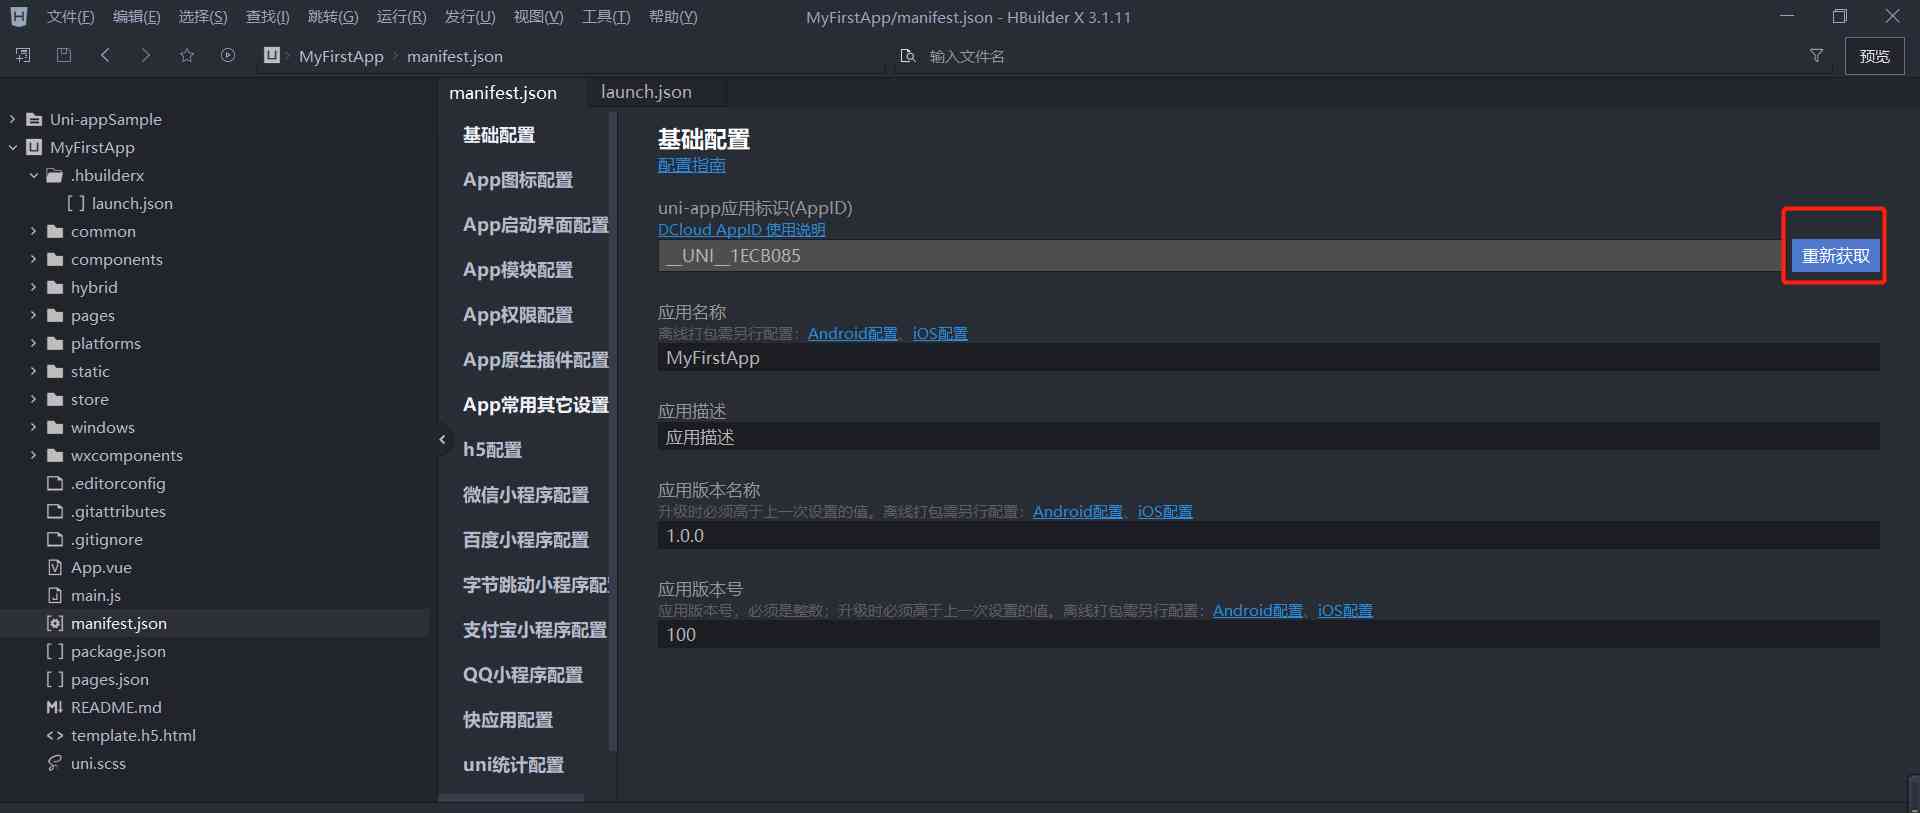 文件(F) 编辑(E) 选择(S) 查找(I) 跳转(G) 运行(R) 发行(U) 视图(V) 工具(T) 帮助(Y)
MyFirstApp/manifest.json - HBuilder X 3.1.11
MyFirstApp
manifest.json
输入文件名
预览
Uni-appSample
MyFirstApp
.hbuilderx
launch.json
common
components
hybrid
pages
platforms
static
store
windows
wxcomponents
.editorconfig
.gitattributes
.gitignore
App.vue
main.js
manifest.json
package.json
pages.json
README.md
template.h5.html
uni.scss
manifest.json
launch.json
基础配置
App图标配置
App启动界面配置
App模块配置
App权限配置
App原生插件配置
App常用其它设置
h5配置
微信小程序配置
百度小程序配置
字节跳动小程序配
支付宝小程序配置
QQ小程序配置
快应用配置
uni统计配置
基础配置
配置指南
uni-app应用标识(AppID)
DCloud AppID 使用说明
__UNI__1ECB085
重新获取
应用名称
离线打包需另行配置：Android配置、iOS配置
MyFirstApp
应用描述
应用描述
应用版本名称
升级时必须高于上一次设置的值。离线打包需另行配置：Android配置、iOS配置
1.0.0
应用版本号
应用版本号，必须是整数；升级时必须高于上一次设置的值。离线打包需另行配置：Android配置、iOS配置
100